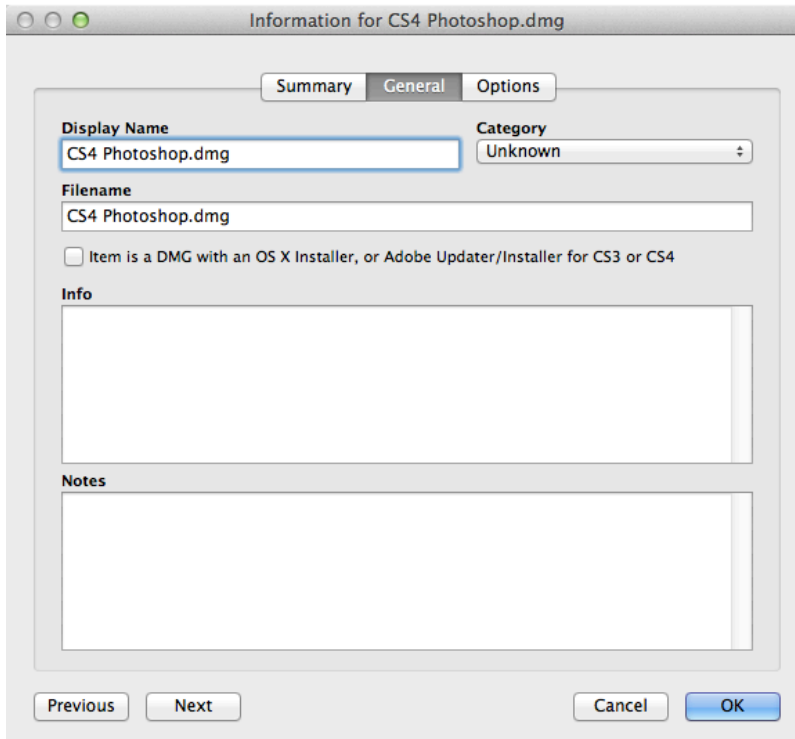 Information for CS4 Photoshop.dmg
Summary General Options
Display Name Category
CS4 Photoshop.dmg Unknown
Filename
CS4 Photoshop.dmg
Item is a DMG with an OS X Installer, or Adobe Updater/Installer for CS3 or CS4
Info
Notes
Previous Next Cancel OK